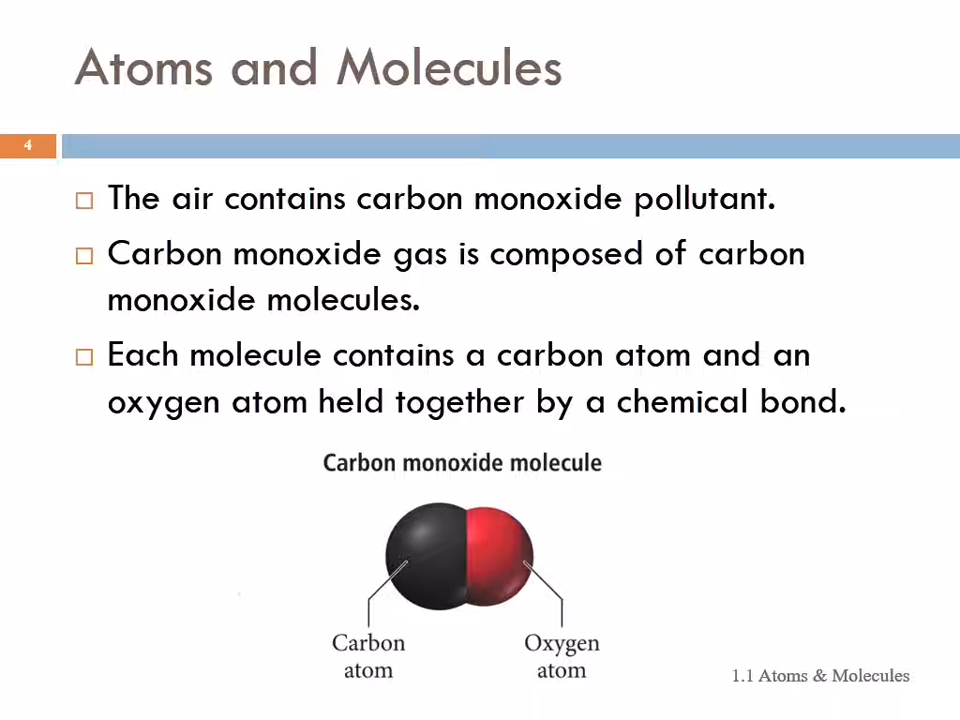 Atoms and Molecules
4
The air contains carbon monoxide pollutant.
Carbon monoxide gas is composed of carbon
monoxide molecules.
Each molecule contains a carbon atom and an
oxygen atom held together by a chemical bond.
Carbon monoxide molecule
Carbon
atom
Oxygen
atom
1.1 Atoms & Molecules